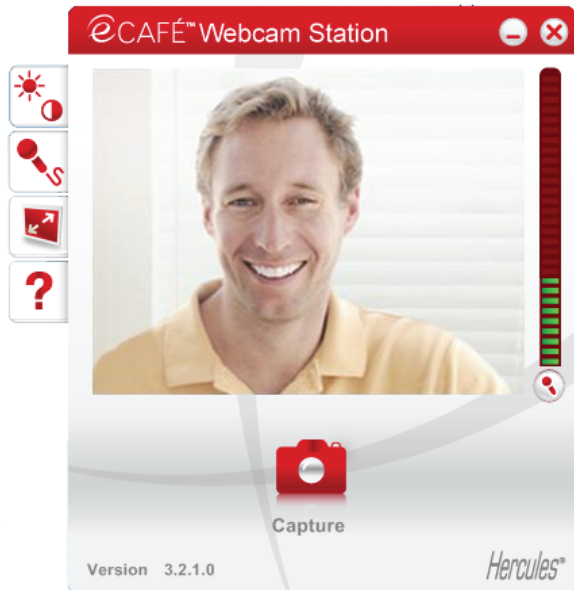 eCAFÉ™ Webcam Station
?
Capture
Version 3.2.1.0
Hercules®